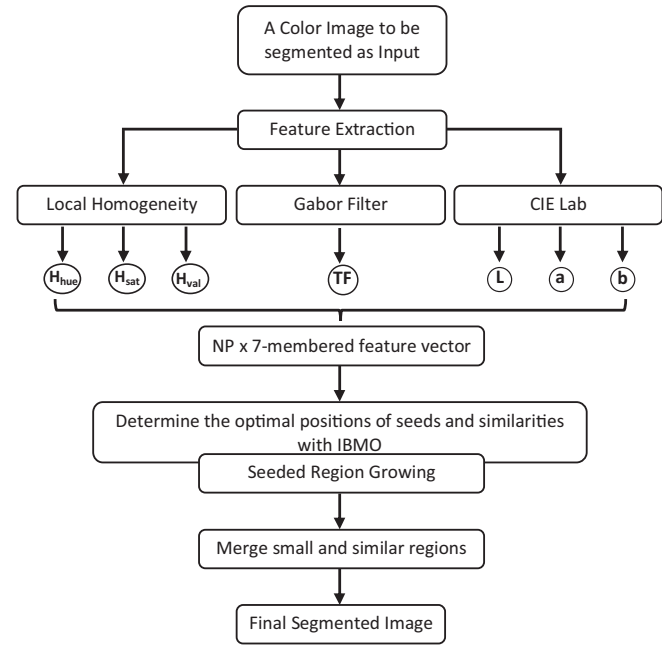 A Color Image to be
segmented as Input
Feature Extraction
Local Homogeneity
Gabor Filter
CIE Lab
Hhue
Hsat
Hval
TF
L
a
b
NP x 7-membered feature vector
Determine the optimal positions of seeds and similarities
with IBMO
Seeded Region Growing
Merge small and similar regions
Final Segmented Image